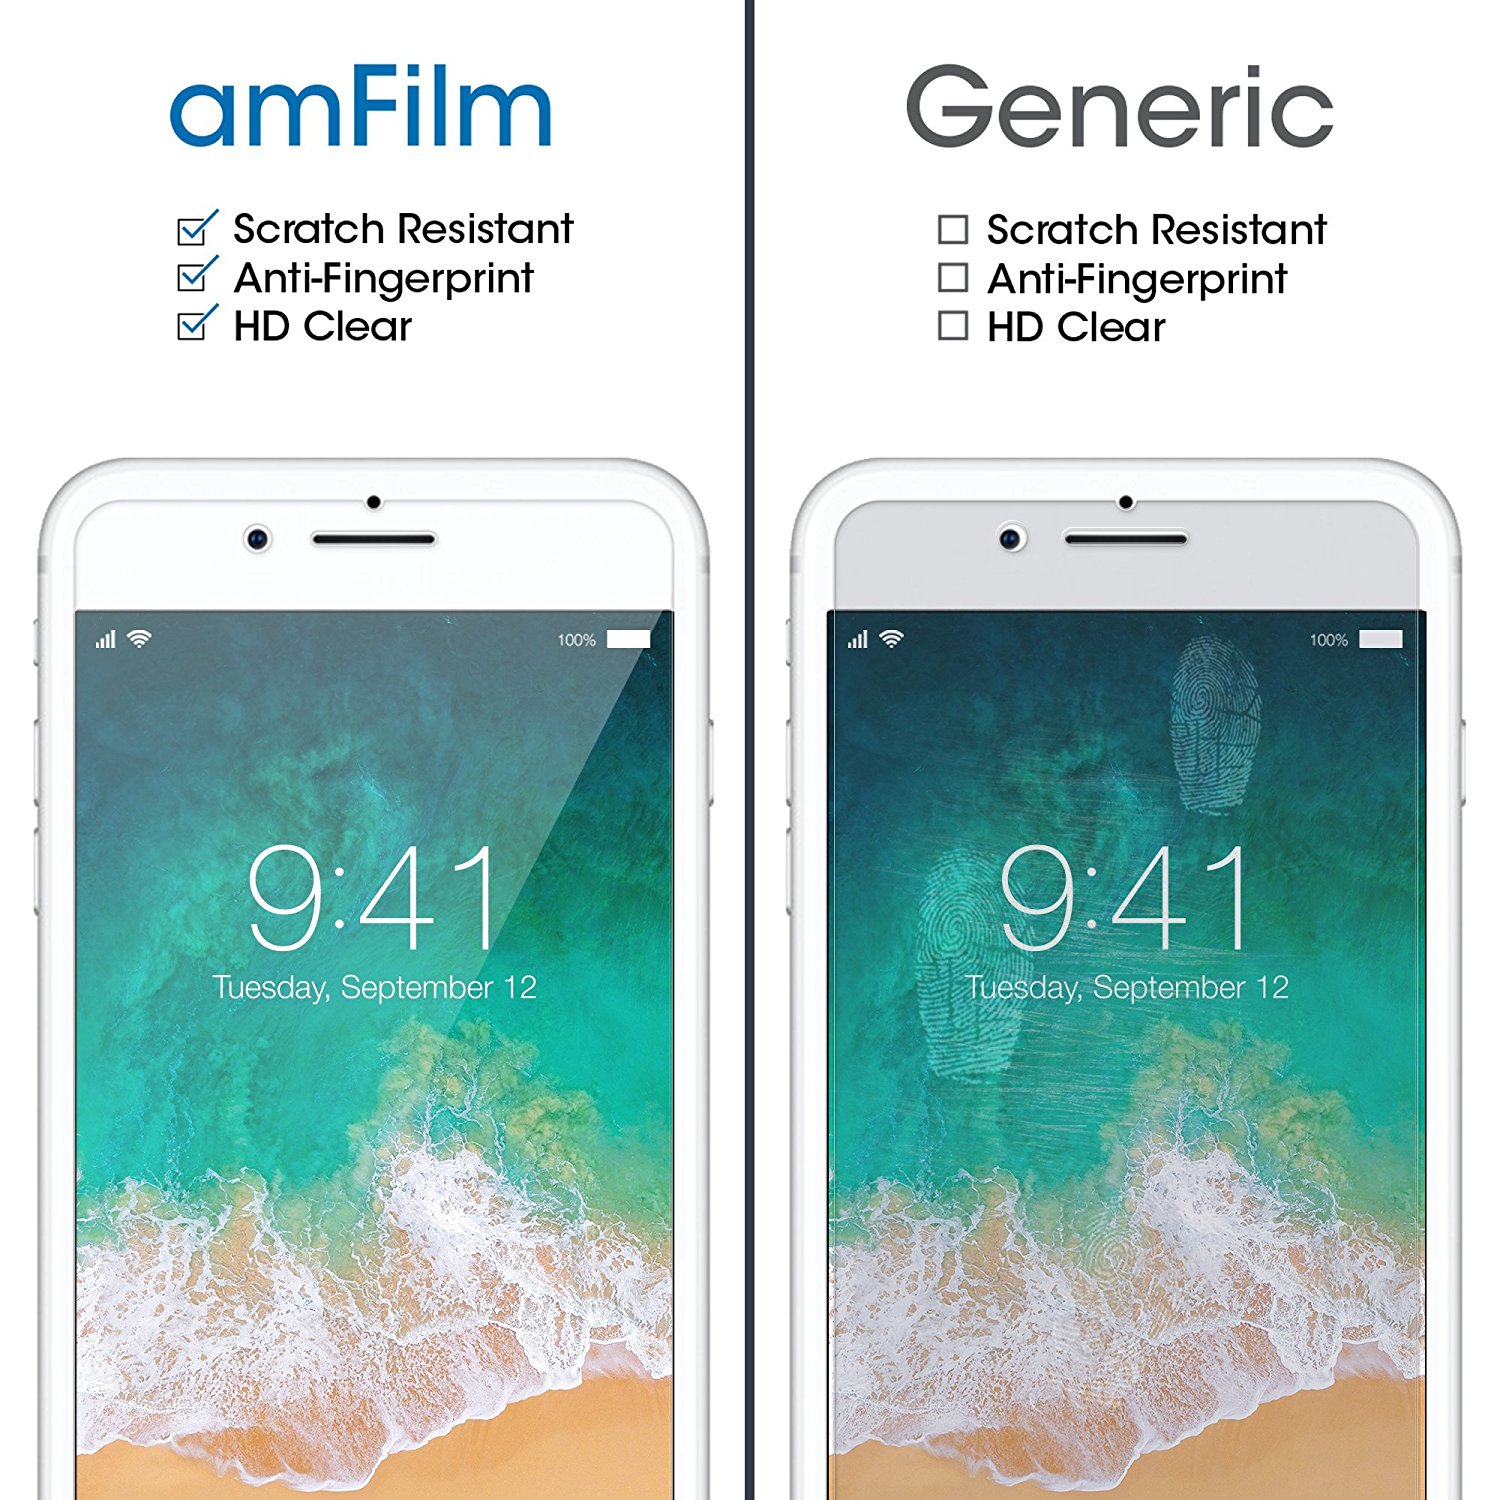 amFilm
Scratch Resistant
Anti-Fingerprint
HD Clear
100%
9:41
Tuesday, September 12
Generic
Scratch Resistant
Anti-Fingerprint
HD Clear
100%
9:41
Tuesday, September 12